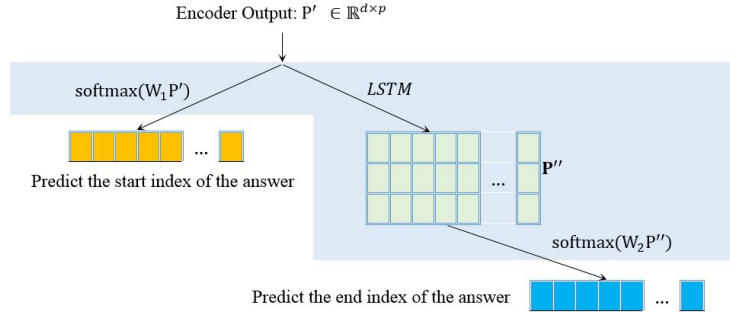 Encoder Output: P′ ∈ ℝ^{d×p}
softmax(W₁P′)
LSTM
...
Predict the start index of the answer
...
P′′
softmax(W₂P′′)
Predict the end index of the answer
...